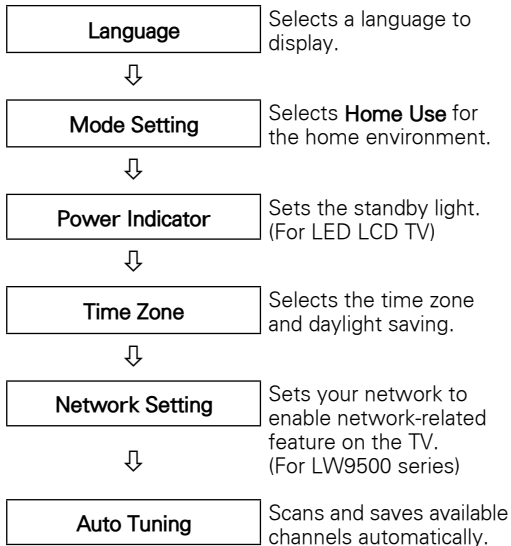 Language
Selects a language to
display.
Mode Setting
Selects Home Use for
the home environment.
Power Indicator
Sets the standby light.
(For LED LCD TV)
Time Zone
Selects the time zone
and daylight saving.
Network Setting
Sets your network to
enable network-related
feature on the TV.
(For LW9500 series)
Auto Tuning
Scans and saves available
channels automatically.